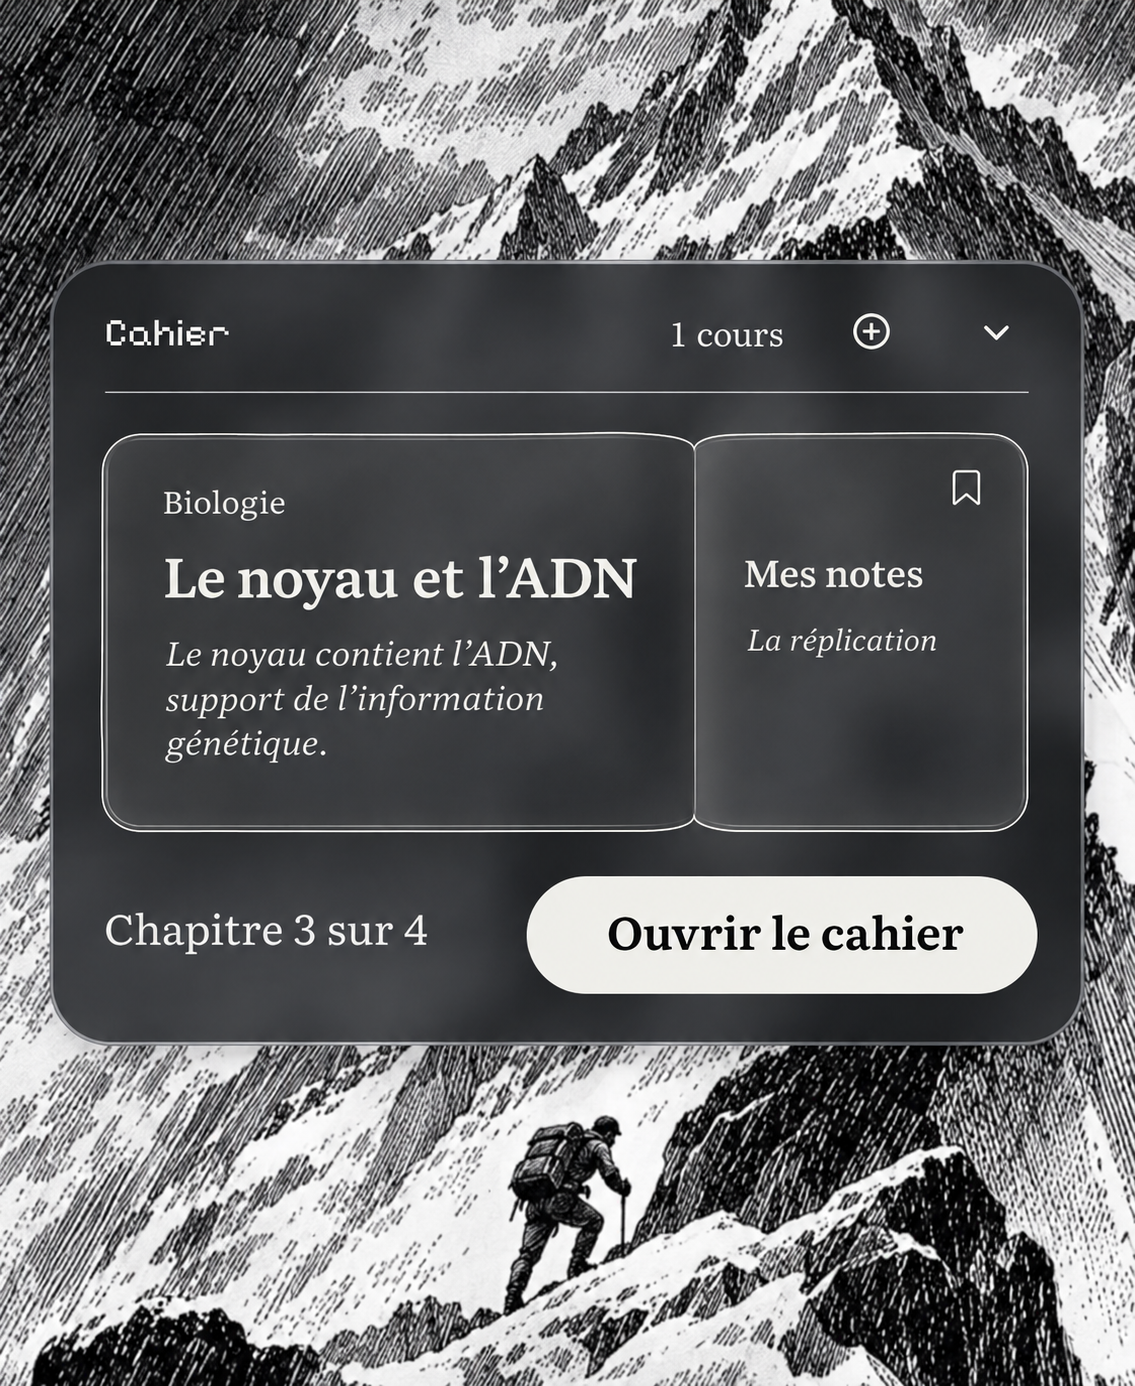 Cahier
1 cours
Biologie
Le noyau et l’ADN
Le noyau contient l’ADN,
support de l’information
génétique.
Mes notes
La réplication
Chapitre 3 sur 4
Ouvrir le cahier